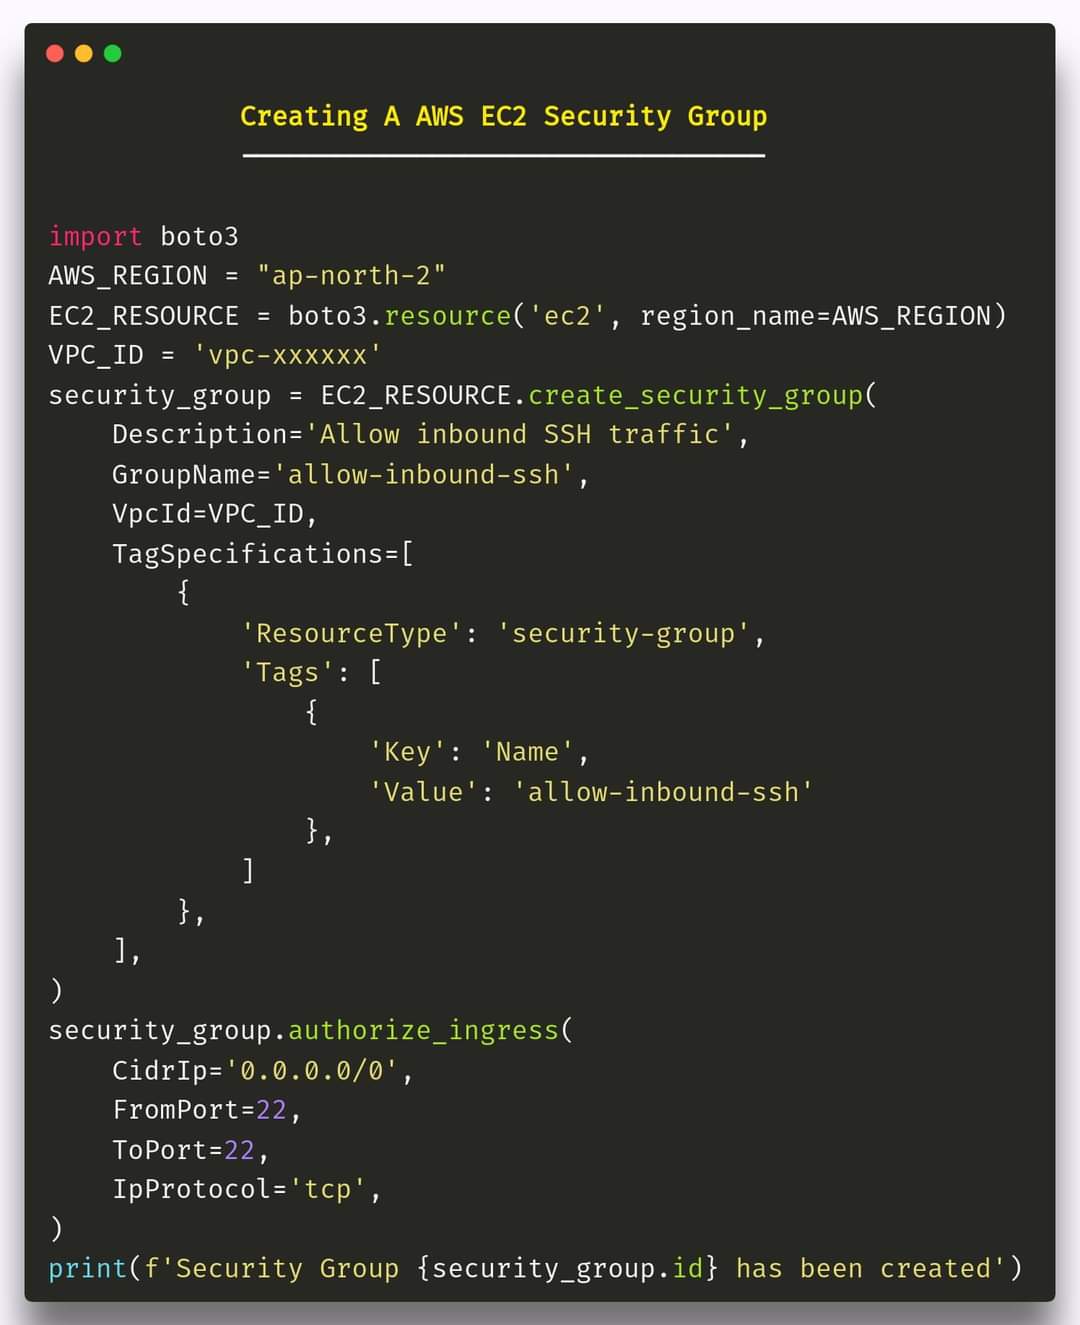 Creating A AWS EC2 Security Group
import boto3
AWS_REGION = "ap-north-2"
EC2_RESOURCE = boto3.resource('ec2', region_name=AWS_REGION)
VPC_ID = 'vpc-xxxxxx'
security_group = EC2_RESOURCE.create_security_group(
    Description='Allow inbound SSH traffic',
    GroupName='allow-inbound-ssh',
    VpcId=VPC_ID,
    TagSpecifications=[
        {
            'ResourceType': 'security-group',
            'Tags': [
                {
                    'Key': 'Name',
                    'Value': 'allow-inbound-ssh'
                },
            ]
        },
    ],
)
security_group.authorize_ingress(
    CidrIp='0.0.0.0/0',
    FromPort=22,
    ToPort=22,
    IpProtocol='tcp',
)
print(f'Security Group {security_group.id} has been created')